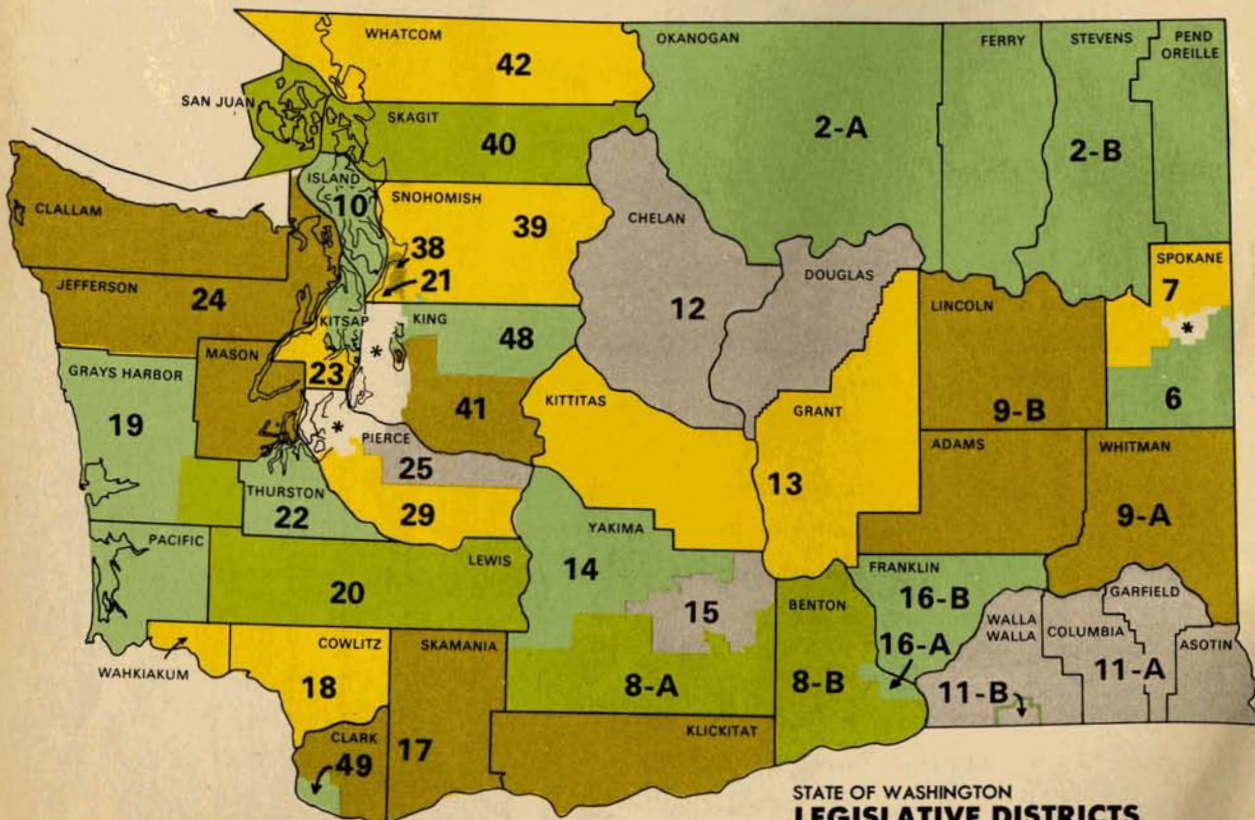 WHATCOM
42
OKANOGAN
FERRY
STEVENS
PEND
OREILLE
SAN JUAN
SKAGIT
40
2-A
2-B
ISLAND
10
SNOHOMISH
39
CHELAN
CLALLAM
38
21
DOUGLAS
SPOKANE
7
*
JEFFERSON
24
12
LINCOLN
KITSAP
KING
48
*
MASON
23
GRAYS HARBOR
19
41
KITTITAS
GRANT
9-B
6
*
PIERCE
25
ADAMS
WHITMAN
THURSTON
22
29
13
9-A
YAKIMA
PACIFIC
LEWIS
14
FRANKLIN
16-B
GARFIELD
20
15
BENTON
WALLA
WALLA
COLUMBIA
ASOTIN
COWLITZ
SKAMANIA
16-A
11-A
WAHKIAKUM
18
8-A
8-B
11-B
CLARK
49
17
KLICKITAT
STATE OF WASHINGTON
LEGISLATIVE DISTRICTS